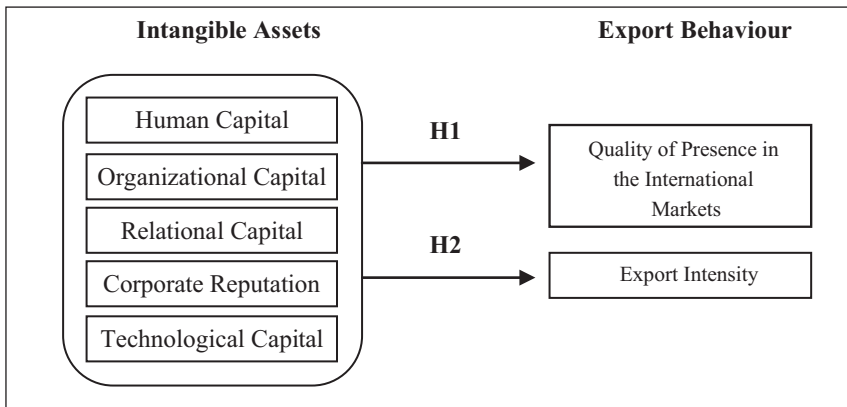 Intangible Assets
Export Behaviour
Human Capital
Organizational Capital
Relational Capital
Corporate Reputation
Technological Capital
H1
H2
Quality of Presence in
the International
Markets
Export Intensity